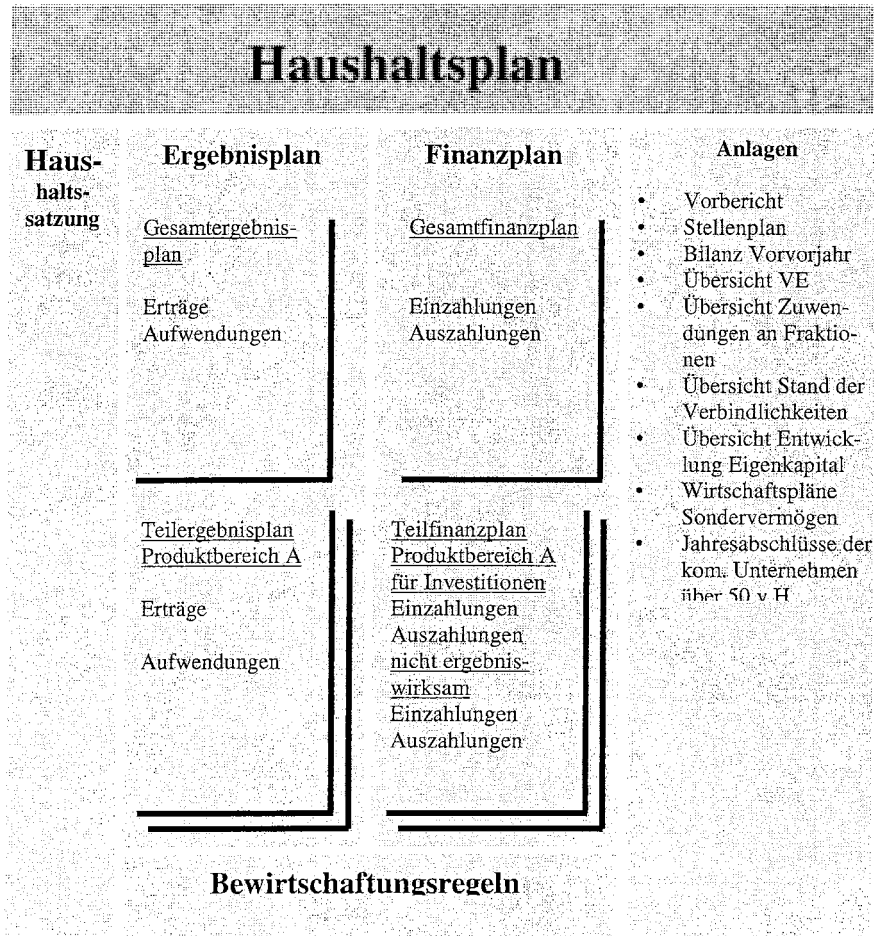 Haushaltsplan
Haus-
halts-
satzung
Ergebnisplan
Gesamtergebnis-
plan
Erträge
Aufwendungen
Teilergebnisplan
Produktbereich A
Erträge
Aufwendungen
Finanzplan
Gesamtfinanzplan
Einzahlungen
Auszahlungen
Teilfinanzplan
Produktbereich A
für Investitionen
Einzahlungen
Auszahlungen
nicht ergebnis-
wirksam
Einzahlungen
Auszahlungen
Anlagen
• Vorbericht
• Stellenplan
• Bilanz Vorvorjahr
• Übersicht VE
• Übersicht Zuwen-
dungen an Fraktio-
nen
• Übersicht Stand der
Verbindlichkeiten
• Übersicht Entwick-
lung Eigenkapital
• Wirtschaftspläne
Sondervermögen
• Jahresabschlüsse der
kom. Unternehmen
über 50 v H
Bewirtschaftungsregeln